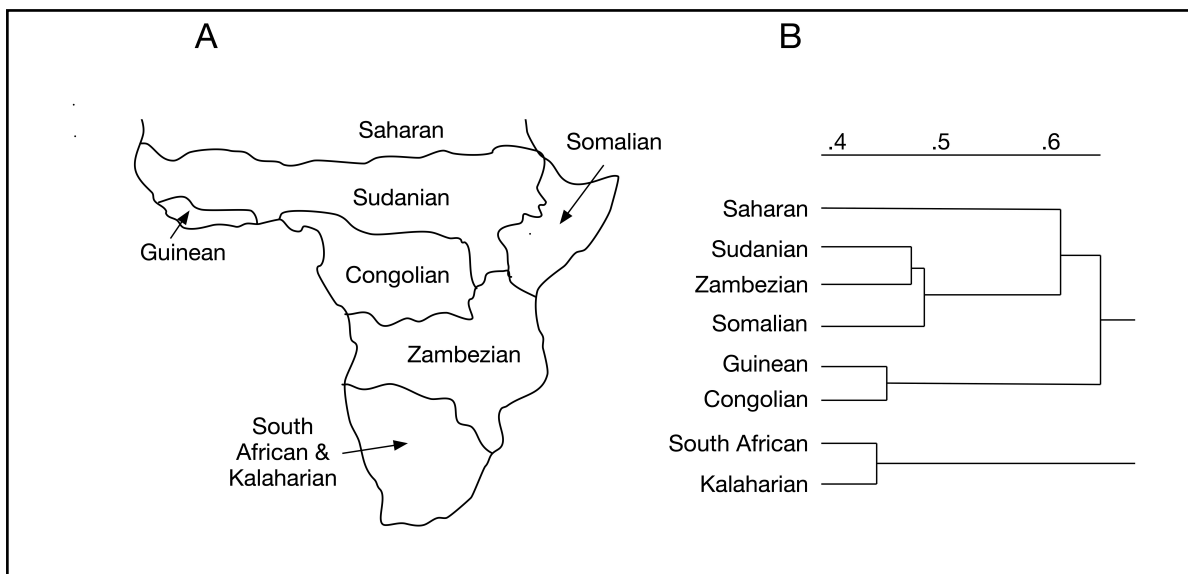 A
Saharan
Somalian
Sudanian
Guinean
Congolian
Zambezian
South
African &
Kalaharian
B
.4 .5 .6
Saharan
Sudanian
Zambezian
Somalian
Guinean
Congolian
South African
Kalaharian